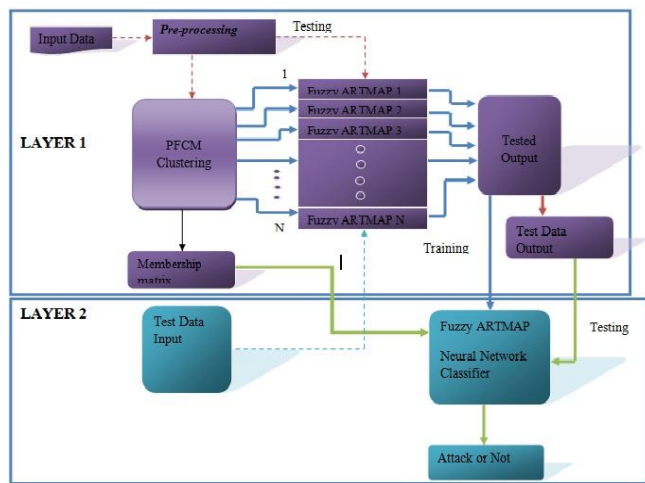 Input Data
Pre-processing
Testing
LAYER 1
PFCM
Clustering
1
N
Fuzzy ARTMAP 1
Fuzzy ARTMAP 2
Fuzzy ARTMAP 3
Fuzzy ARTMAP N
Tested
Output
Training
Test Data
Output
Membership
matrix
LAYER 2
Test Data
Input
Fuzzy ARTMAP
Neural Network
Classifier
Testing
Attack or Not